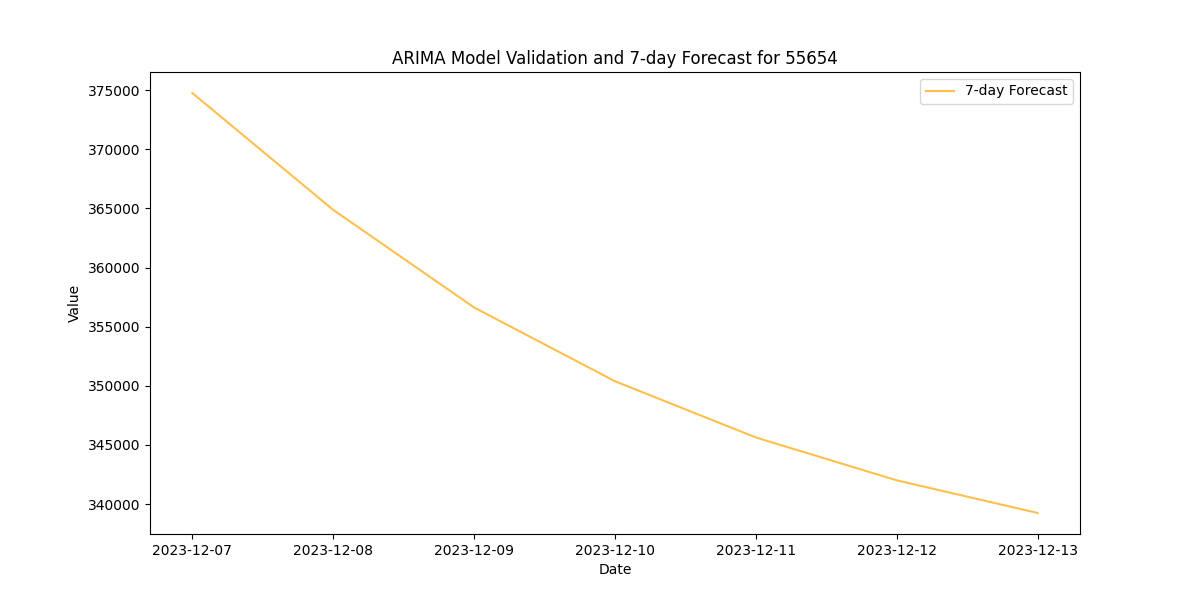 ARIMA Model Validation and 7-day Forecast for 55654
7-day Forecast
Value
375000
370000
365000
360000
355000
350000
345000
340000
2023-12-07 2023-12-08 2023-12-09 2023-12-10 2023-12-11 2023-12-12 2023-12-13
Date